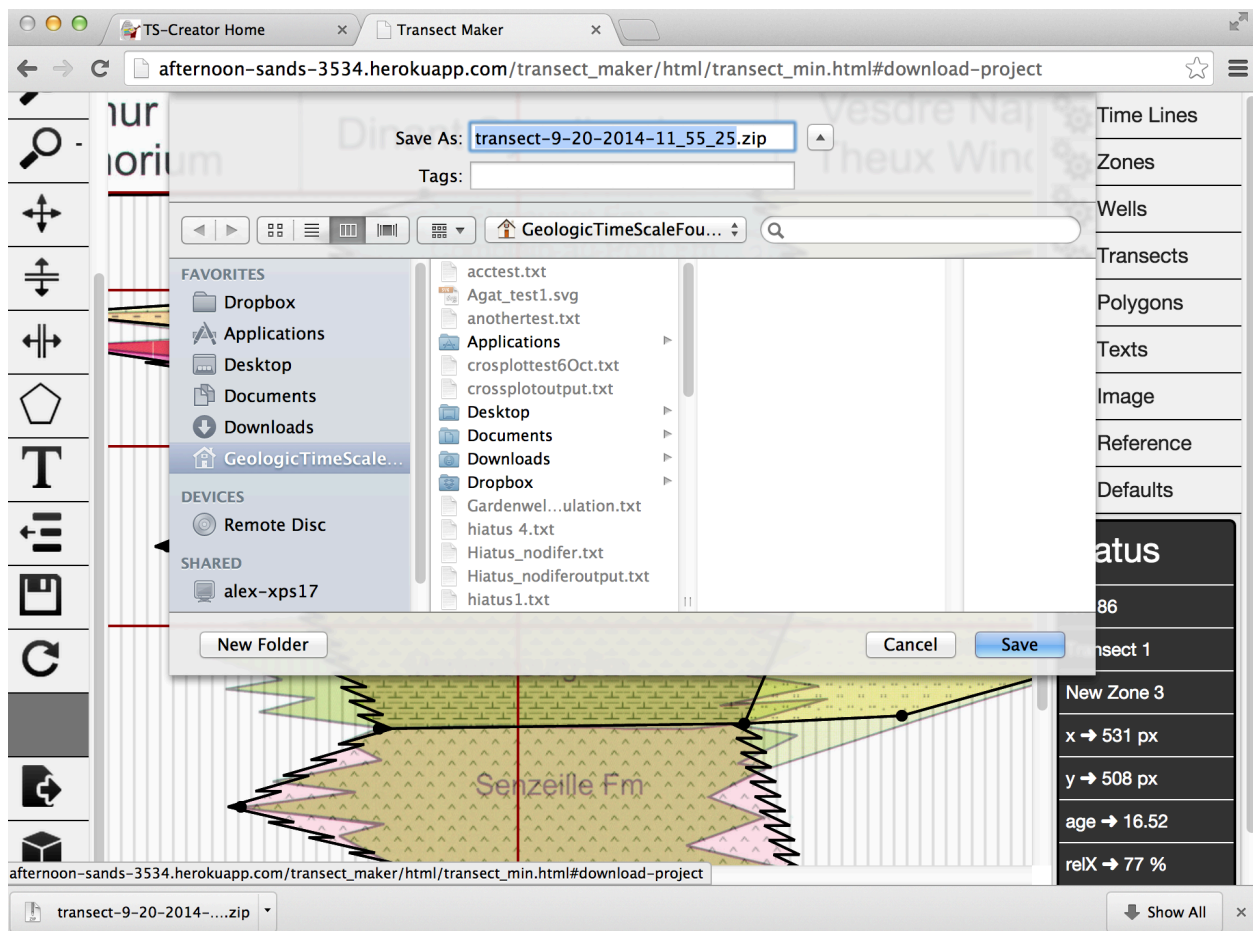 TS-Creator Home
Transect Maker
afternoon-sands-3534.herokuapp.com/transect_maker/html/transect_min.html#download-project
Save As: transect-9-20-2014-11_55_25.zip
Tags:
GeologicTimeScaleFou...
FAVORITES
Dropbox
Applications
Desktop
Documents
Downloads
GeologicTimeScale...
DEVICES
Remote Disc
SHARED
alex-xps17
acctest.txt
Agat_test1.svg
anothertest.txt
Applications
crosplottest6Oct.txt
crossplotoutput.txt
Desktop
Documents
Downloads
Dropbox
Gardenwel...ulation.txt
hiatus 4.txt
Hiatus_nodifer.txt
Hiatus_nodiferoutput.txt
hiatus1.txt
New Folder
Cancel
Save
Time Lines
Zones
Wells
Transects
Polygons
Texts
Image
Reference
Defaults
atus
86
nsect 1
New Zone 3
x ➔ 531 px
y ➔ 508 px
age ➔ 16.52
relX ➔ 77 %
T
Senzeille Fm
afternoon-sands-3534.herokuapp.com/transect_maker/html/transect_min.html#download-project
transect-9-20-2014-....zip
Show All